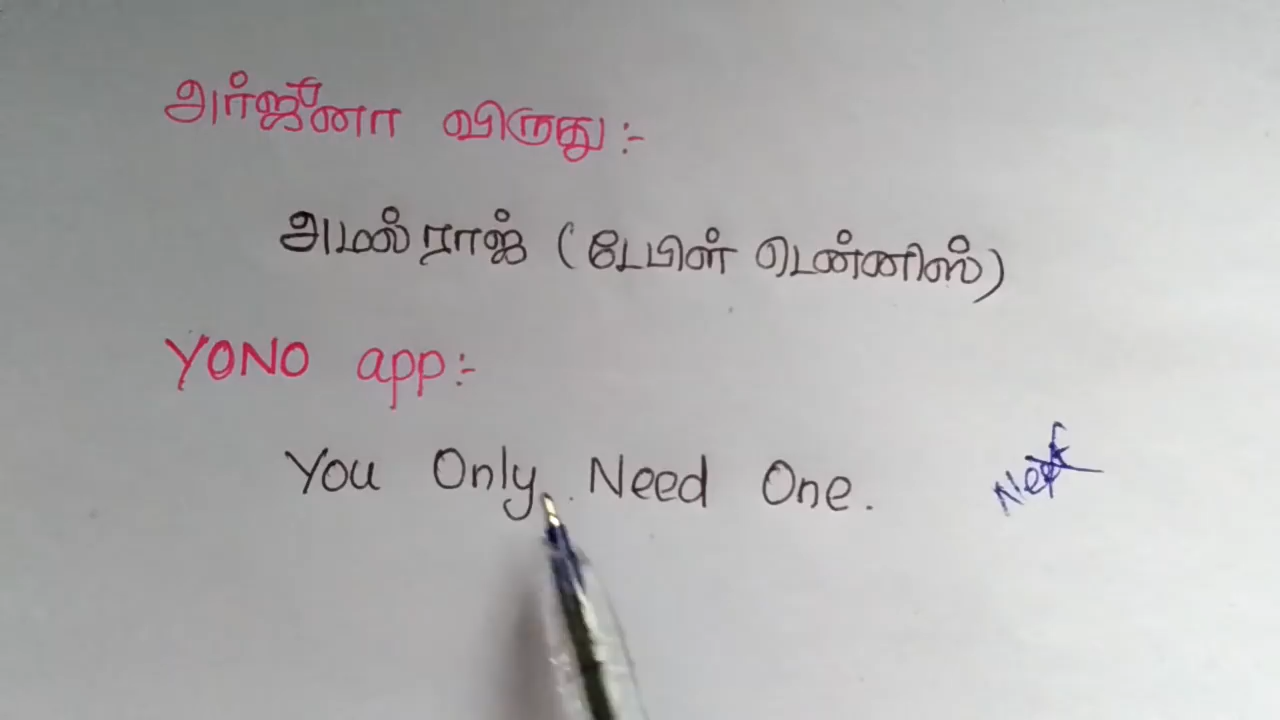 அர்ஜூனா விருது:-
அமல்ராஜ் (டேபிள் டென்னிஸ்)
YONO app:-
You Only Need One.
Next